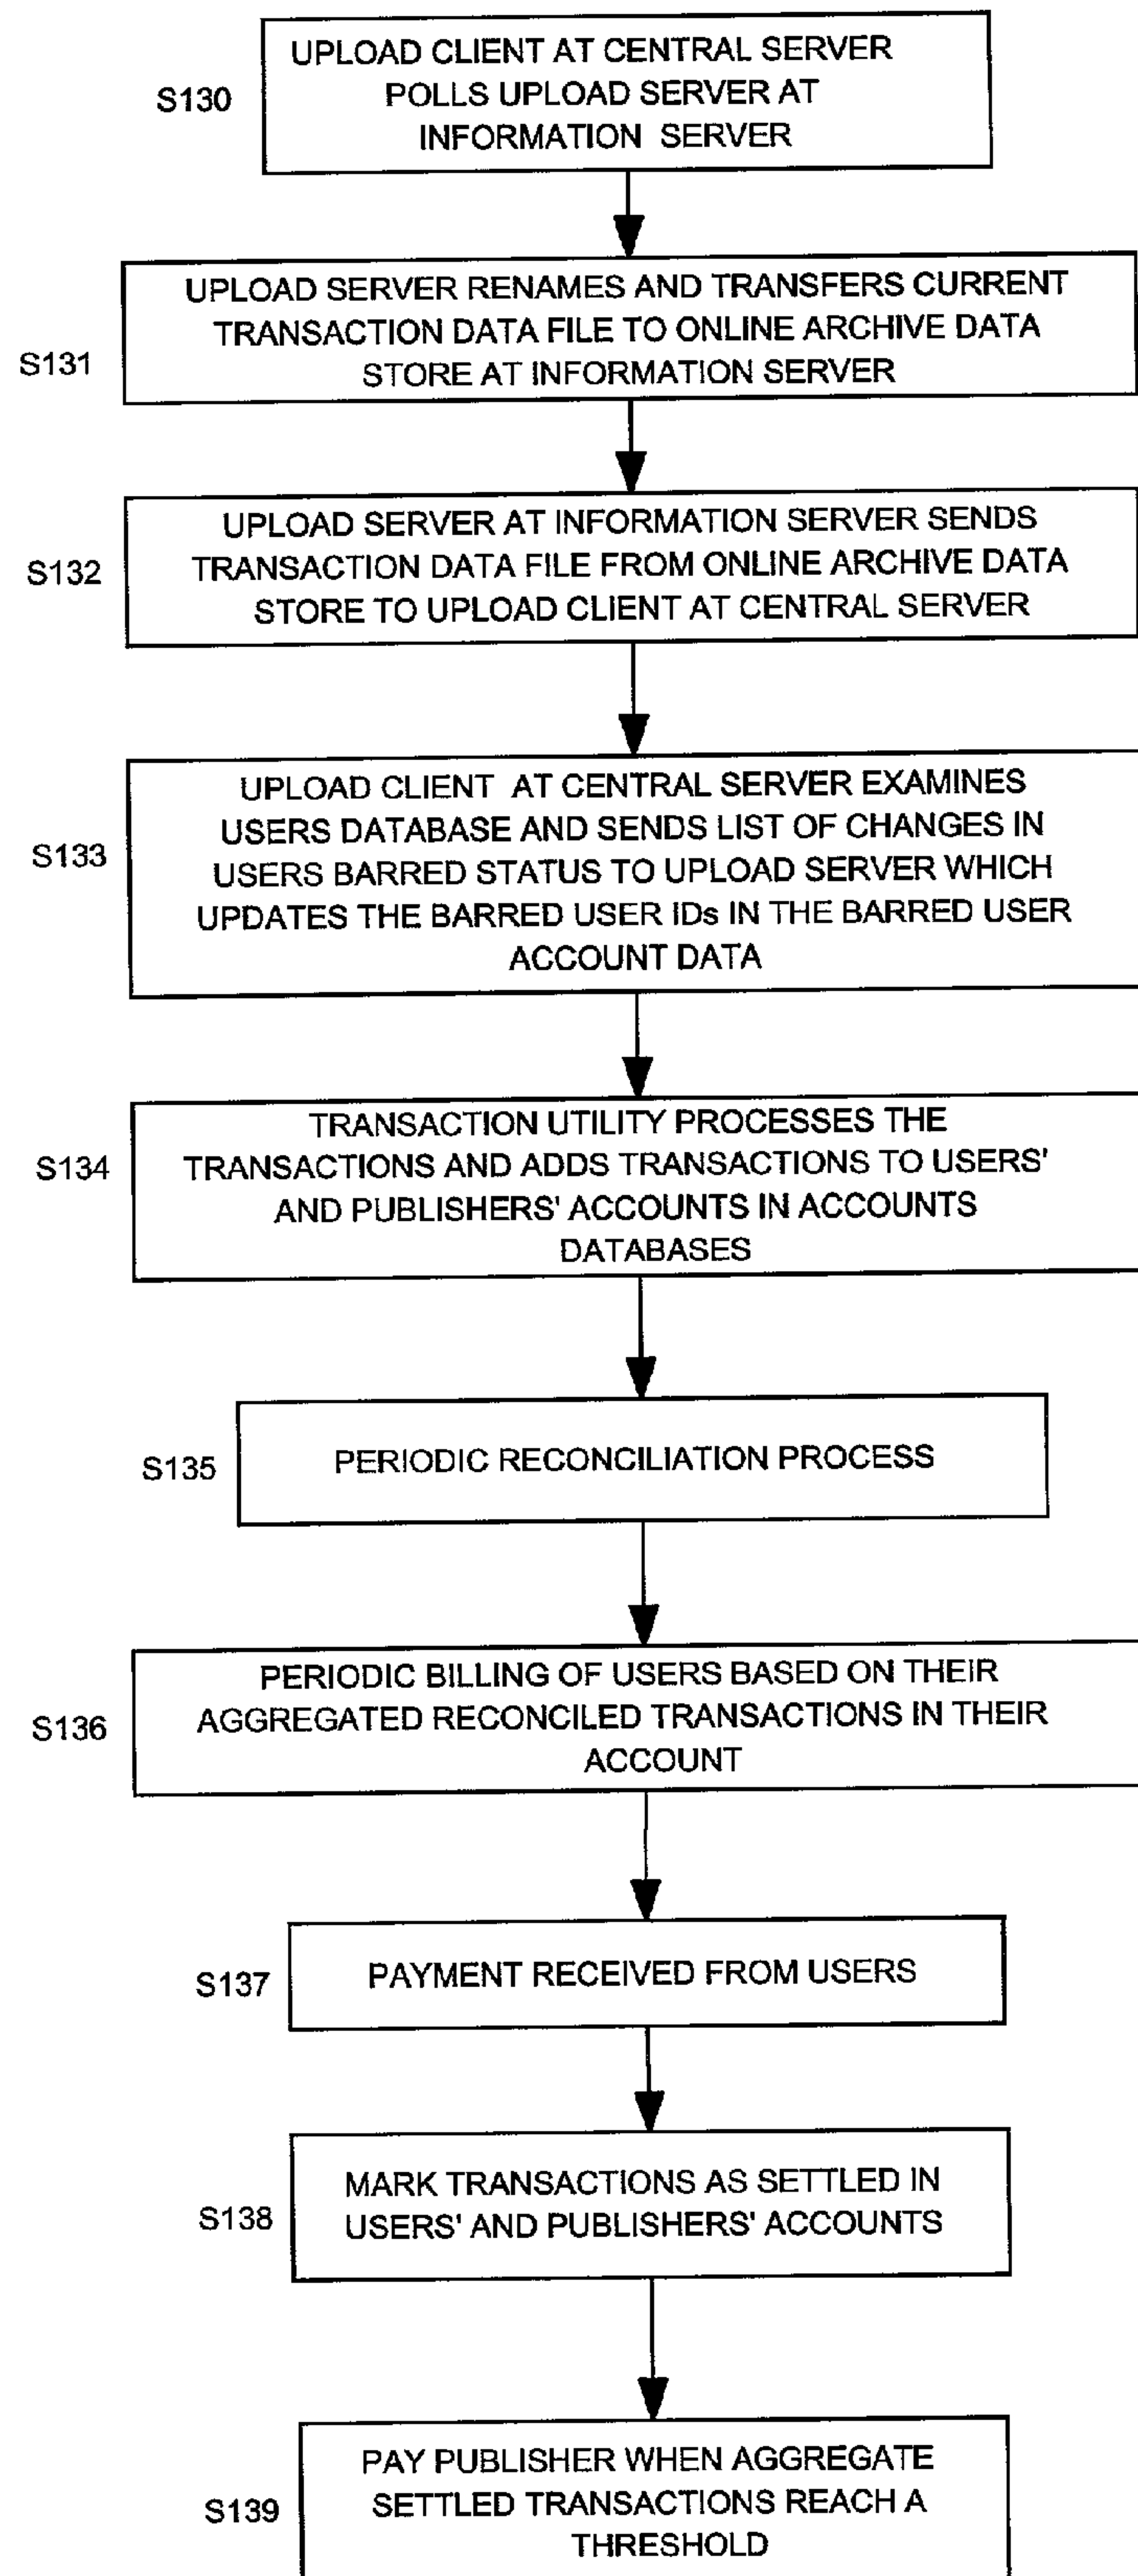 S130
UPLOAD CLIENT AT CENTRAL SERVER
POLLS UPLOAD SERVER AT
INFORMATION SERVER
S131
UPLOAD SERVER RENAMES AND TRANSFERS CURRENT
TRANSACTION DATA FILE TO ONLINE ARCHIVE DATA
STORE AT INFORMATION SERVER
S132
UPLOAD SERVER AT INFORMATION SERVER SENDS
TRANSACTION DATA FILE FROM ONLINE ARCHIVE DATA
STORE TO UPLOAD CLIENT AT CENTRAL SERVER
S133
UPLOAD CLIENT AT CENTRAL SERVER EXAMINES
USERS DATABASE AND SENDS LIST OF CHANGES IN
USERS BARRED STATUS TO UPLOAD SERVER WHICH
UPDATES THE BARRED USER IDs IN THE BARRED USER
ACCOUNT DATA
S134
TRANSACTION UTILITY PROCESSES THE
TRANSACTIONS AND ADDS TRANSACTIONS TO USERS'
AND PUBLISHERS' ACCOUNTS IN ACCOUNTS
DATABASES
S135
PERIODIC RECONCILIATION PROCESS
S136
PERIODIC BILLING OF USERS BASED ON THEIR
AGGREGATED RECONCILED TRANSACTIONS IN THEIR
ACCOUNT
S137
PAYMENT RECEIVED FROM USERS
S138
MARK TRANSACTIONS AS SETTLED IN
USERS' AND PUBLISHERS' ACCOUNTS
S139
PAY PUBLISHER WHEN AGGREGATE
SETTLED TRANSACTIONS REACH A
THRESHOLD